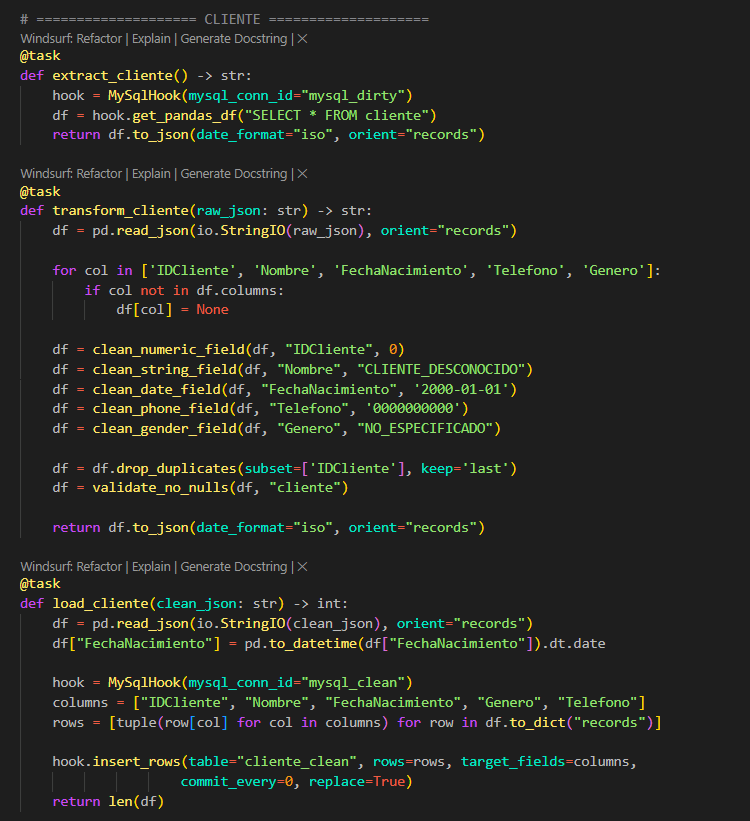 # ==================== CLIENTE ====================
Windsurf: Refactor | Explain | Generate Docstring | ×
@task
def extract_cliente() -> str:
    hook = MySqlHook(mysql_conn_id="mysql_dirty")
    df = hook.get_pandas_df("SELECT * FROM cliente")
    return df.to_json(date_format="iso", orient="records")
Windsurf: Refactor | Explain | Generate Docstring | ×
@task
def transform_cliente(raw_json: str) -> str:
    df = pd.read_json(io.StringIO(raw_json), orient="records")
    for col in ['IDCliente', 'Nombre', 'FechaNacimiento', 'Telefono', 'Genero']:
        if col not in df.columns:
            df[col] = None
    df = clean_numeric_field(df, "IDCliente", 0)
    df = clean_string_field(df, "Nombre", "CLIENTE_DESCONOCIDO")
    df = clean_date_field(df, "FechaNacimiento", '2000-01-01')
    df = clean_phone_field(df, "Telefono", '0000000000')
    df = clean_gender_field(df, "Genero", "NO_ESPECIFICADO")
    df = df.drop_duplicates(subset=['IDCliente'], keep='last')
    df = validate_no_nulls(df, "cliente")
    return df.to_json(date_format="iso", orient="records")
Windsurf: Refactor | Explain | Generate Docstring | ×
@task
def load_cliente(clean_json: str) -> int:
    df = pd.read_json(io.StringIO(clean_json), orient="records")
    df["FechaNacimiento"] = pd.to_datetime(df["FechaNacimiento"]).dt.date
    hook = MySqlHook(mysql_conn_id="mysql_clean")
    columns = ["IDCliente", "Nombre", "FechaNacimiento", "Genero", "Telefono"]
    rows = [tuple(row[col] for col in columns) for row in df.to_dict("records")]
    hook.insert_rows(table="cliente_clean", rows=rows, target_fields=columns,
                    commit_every=0, replace=True)
    return len(df)